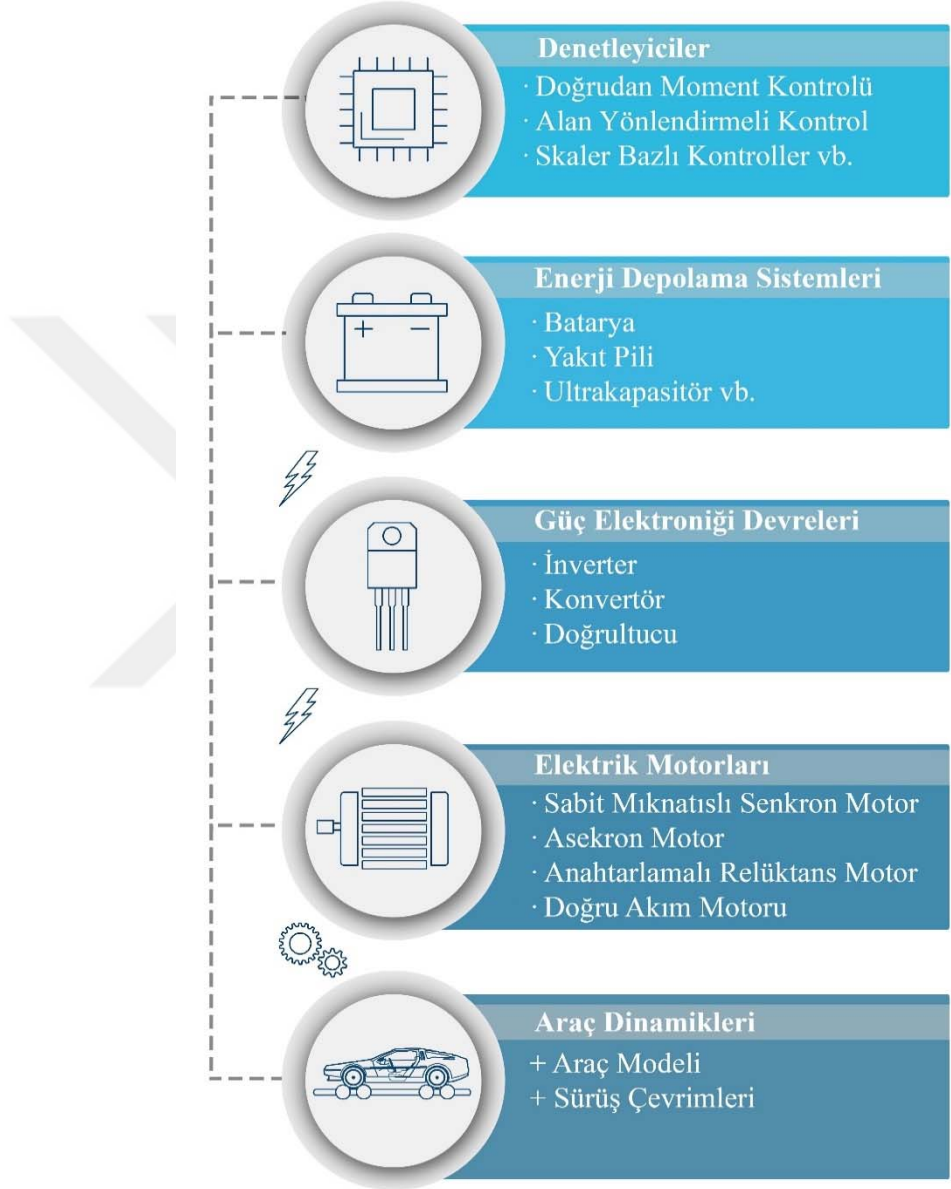 Denetleyiciler
· Doğrudan Moment Kontrolü
· Alan Yönlendirmeli Kontrol
· Skaler Bazlı Kontroller vb.
Enerji Depolama Sistemleri
· Batarya
· Yakıt Pili
· Ultrakapasitör vb.
+ −
Güç Elektroniği Devreleri
· İnverter
· Konvertör
· Doğrultucu
Elektrik Motorları
· Sabit Mıknatıslı Senkron Motor
· Asekron Motor
· Anahtarlamalı Relüktans Motor
· Doğru Akım Motoru
Araç Dinamikleri
+ Araç Modeli
+ Sürüş Çevrimleri